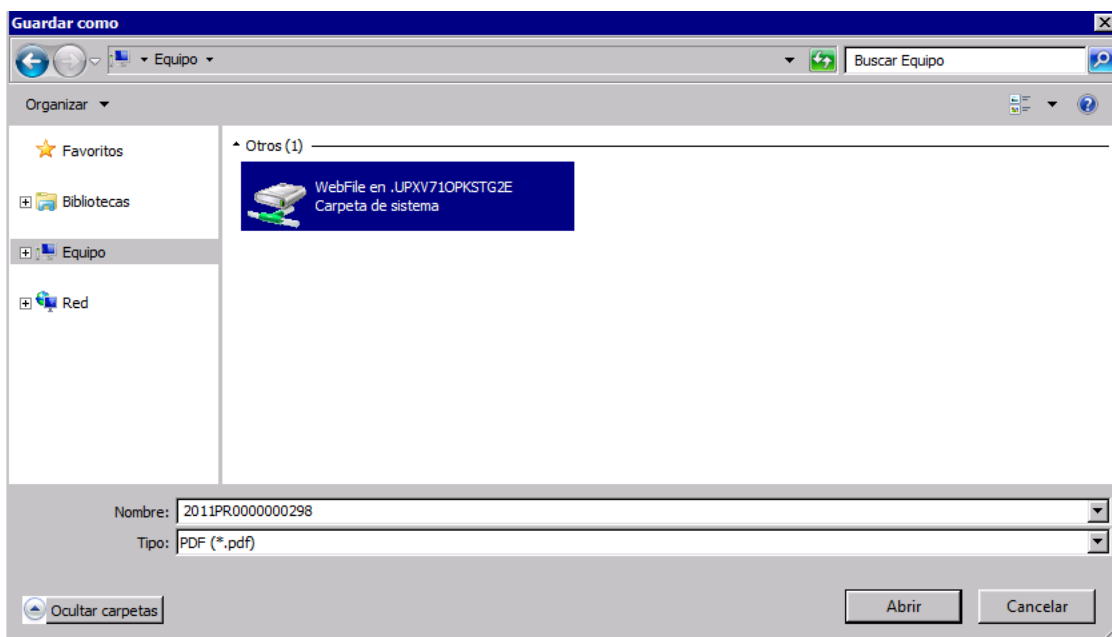 Guardar como
Equipo
Buscar Equipo
Organizar
Favoritos
Bibliotecas
Equipo
Red
Otros (1)
WebFile en .UPXV71OPKSTG2E
Carpeta de sistema
Nombre: 2011PR0000000298
Tipo: PDF (*.pdf)
Ocultar carpetas
Abrir
Cancelar